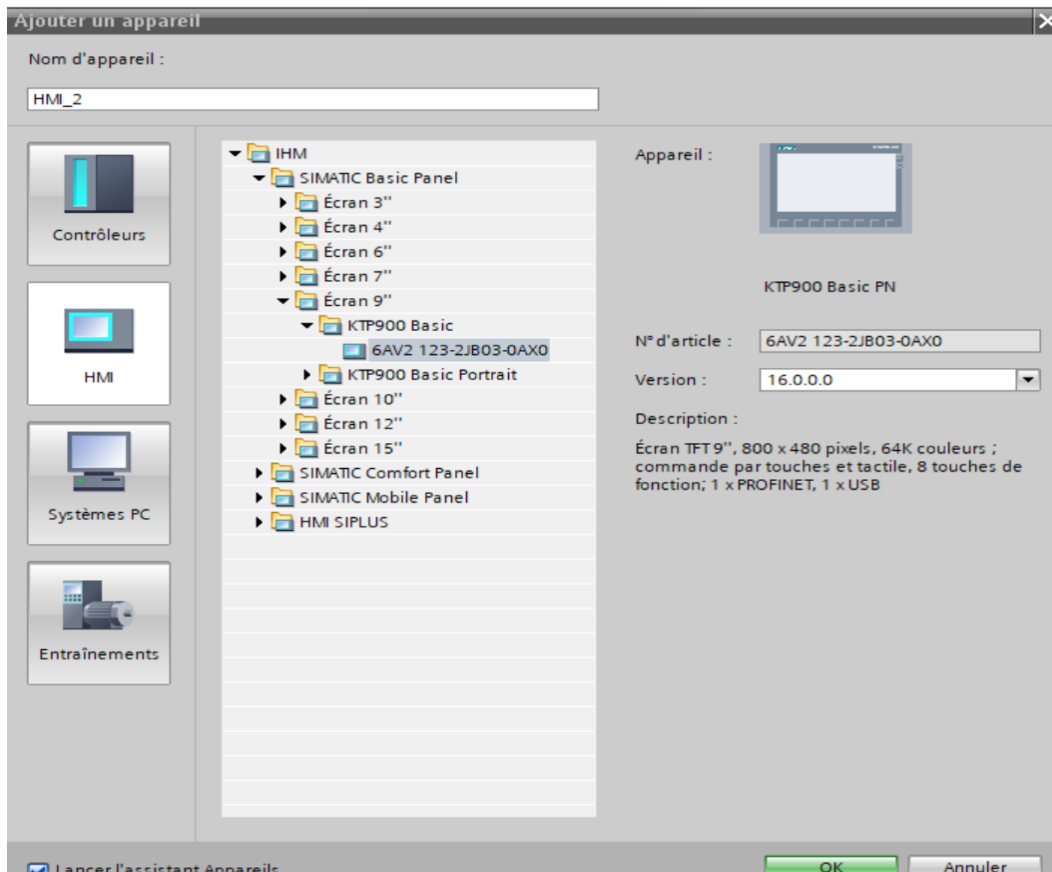 Ajouter un appareil
Nom d'appareil :
HMI_2
Contrôleurs
HMI
Systèmes PC
Entraînements
IHM
SIMATIC Basic Panel
Écran 3''
Écran 4''
Écran 6''
Écran 7''
Écran 9''
KTP900 Basic
6AV2 123-2JB03-0AX0
KTP900 Basic Portrait
Écran 10''
Écran 12''
Écran 15''
SIMATIC Comfort Panel
SIMATIC Mobile Panel
HMI SIPLUS
Appareil :
KTP900 Basic PN
N° d'article : 6AV2 123-2JB03-0AX0
Version : 16.0.0.0
Description :
Écran TFT 9'', 800 x 480 pixels, 64K couleurs ;
commande par touches et tactile, 8 touches de
fonction; 1 x PROFINET, 1 x USB
Lancer l'assistant Appareils
OK Annuler